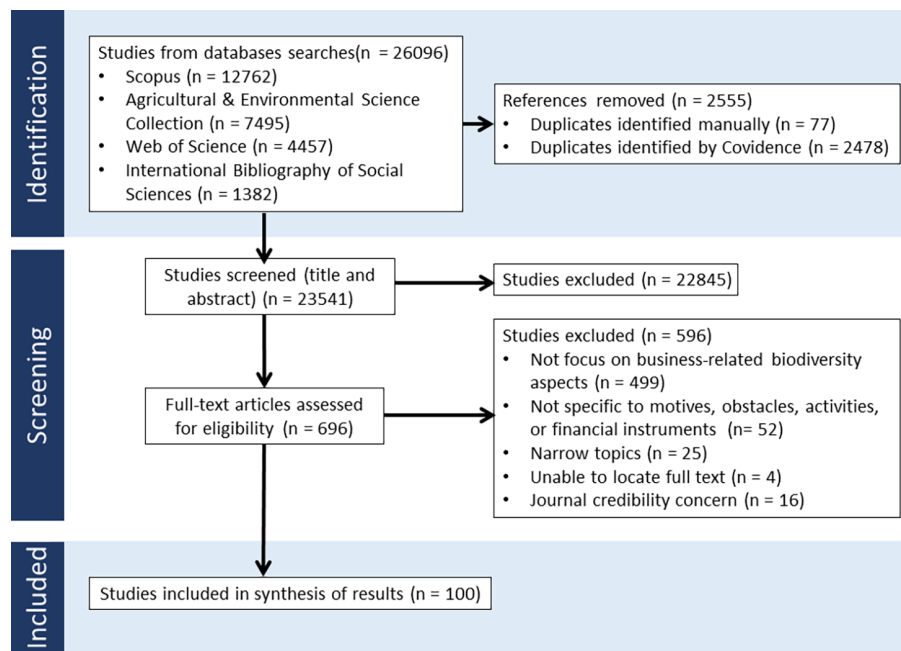 Identification
Studies from databases searches(n = 26096)
• Scopus (n = 12762)
• Agricultural & Environmental Science
Collection (n = 7495)
• Web of Science (n = 4457)
• International Bibliography of Social
Sciences (n = 1382)
References removed (n = 2555)
• Duplicates identified manually (n = 77)
• Duplicates identified by Covidence (n = 2478)
Screening
Studies screened (title and
abstract) (n = 23541)
Studies excluded (n = 22845)
Full-text articles assessed
for eligibility (n = 696)
Studies excluded (n = 596)
• Not focus on business-related biodiversity
aspects (n = 499)
• Not specific to motives, obstacles, activities,
or financial instruments (n= 52)
• Narrow topics (n = 25)
• Unable to locate full text (n = 4)
• Journal credibility concern (n = 16)
Included
Studies included in synthesis of results (n = 100)